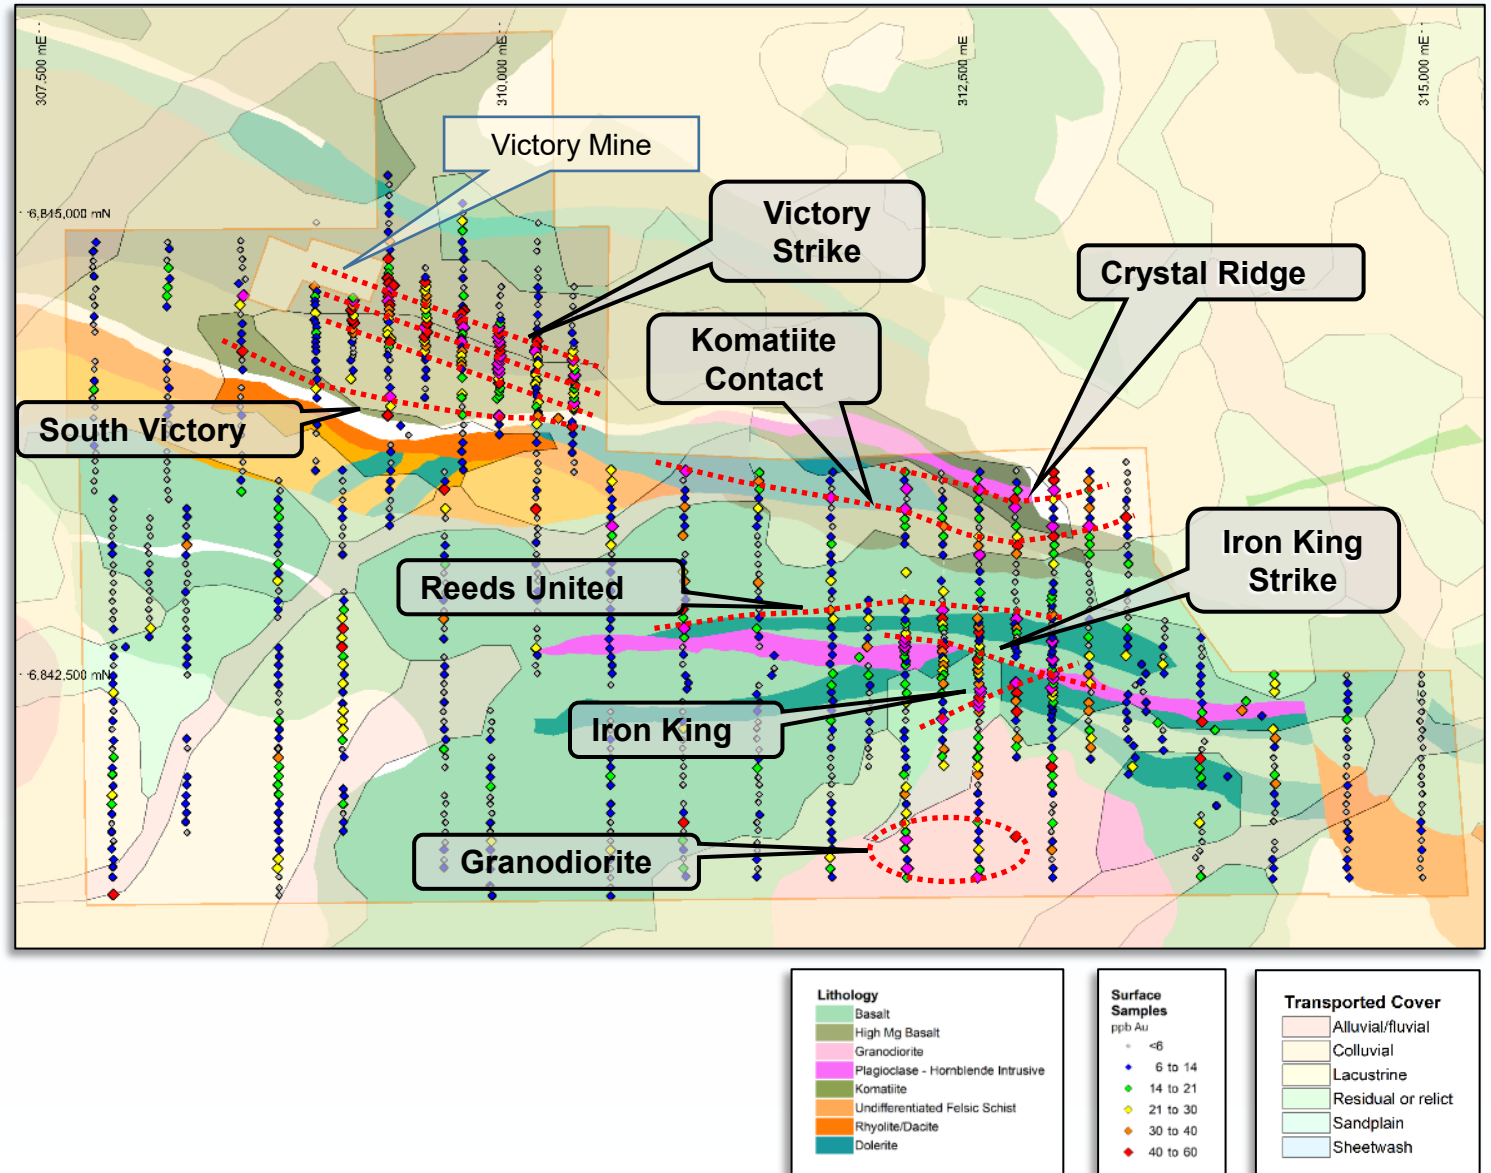 307,500 mE
310,000 mE
312,500 mE
315,000 mE
Victory Mine
6,845,000 mN
Victory
Strike
Crystal Ridge
Komatiite
Contact
South Victory
Iron King
Strike
Reeds United
6,842,500 mN
Iron King
Granodiorite
Lithology
Basalt
High Mg Basalt
Granodiorite
Plagioclase - Hornblende Intrusive
Komatiite
Undifferentiated Felsic Schist
Rhyolite/Dacite
Dolerite
Surface
Samples
ppb Au
<6
6 to 14
14 to 21
21 to 30
30 to 40
40 to 60
Transported Cover
Alluvial/fluvial
Colluvial
Lacustrine
Residual or relict
Sandplain
Sheetwash